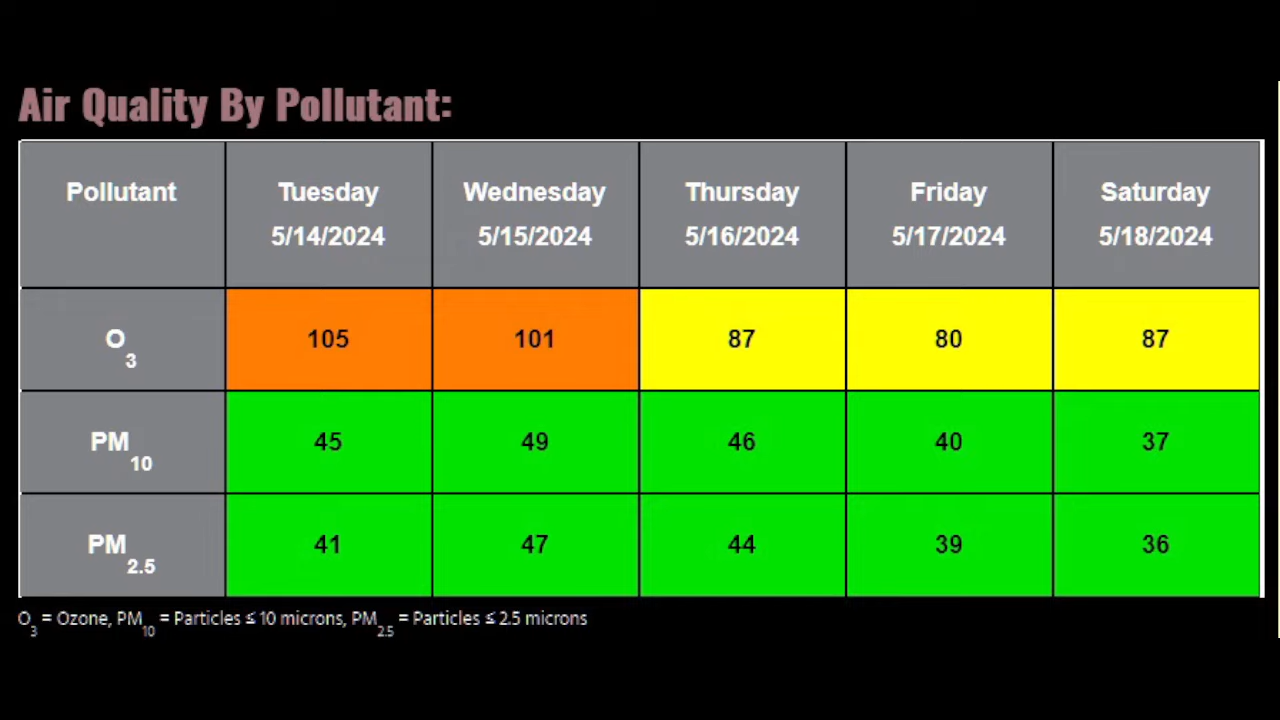 Air Quality By Pollutant:
Pollutant Tuesday Wednesday Thursday Friday Saturday
5/14/2024 5/15/2024 5/16/2024 5/17/2024 5/18/2024
O3 105 101 87 80 87
PM10 45 49 46 40 37
PM2.5 41 47 44 39 36
O3 = Ozone, PM10 = Particles ≤ 10 microns, PM2.5 = Particles ≤ 2.5 microns